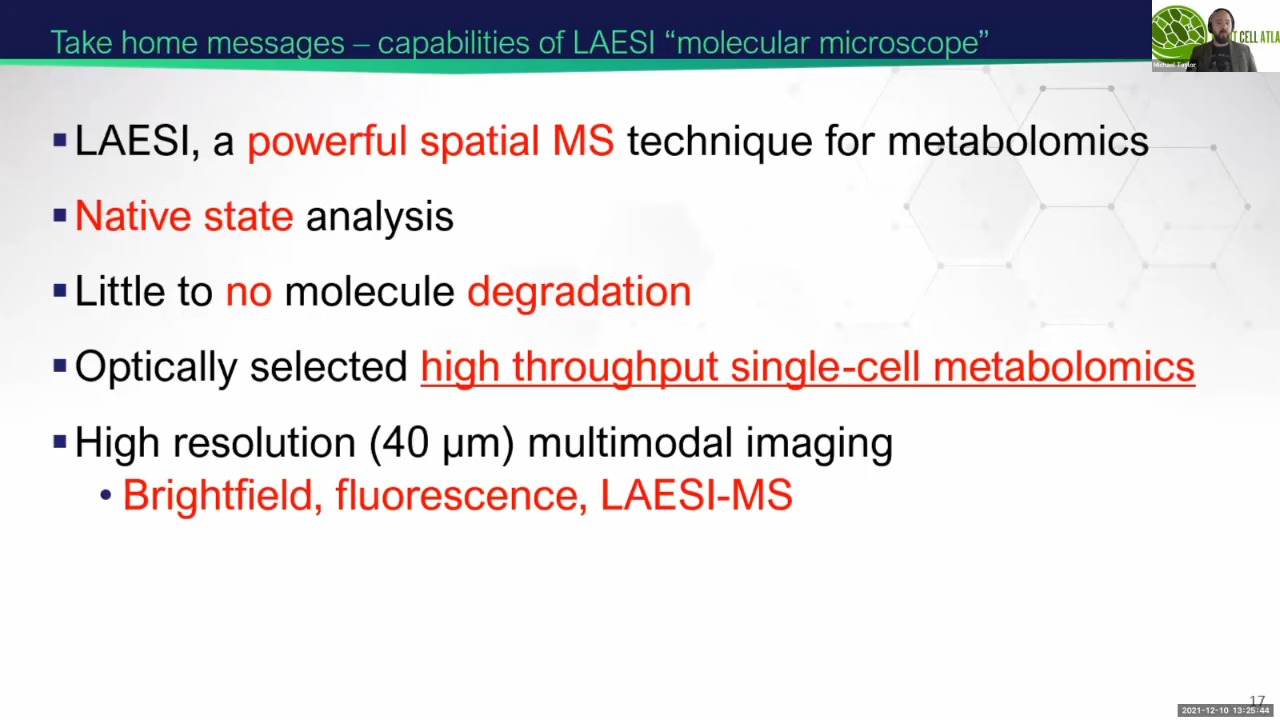 Take home messages – capabilities of LAESI “molecular microscope”
T CELL ATLA
Michael Taylor
LAESI, a powerful spatial MS technique for metabolomics
Native state analysis
Little to no molecule degradation
Optically selected high throughput single-cell metabolomics
High resolution (40 µm) multimodal imaging
Brightfield, fluorescence, LAESI-MS
17
2021-12-10 13:25:44